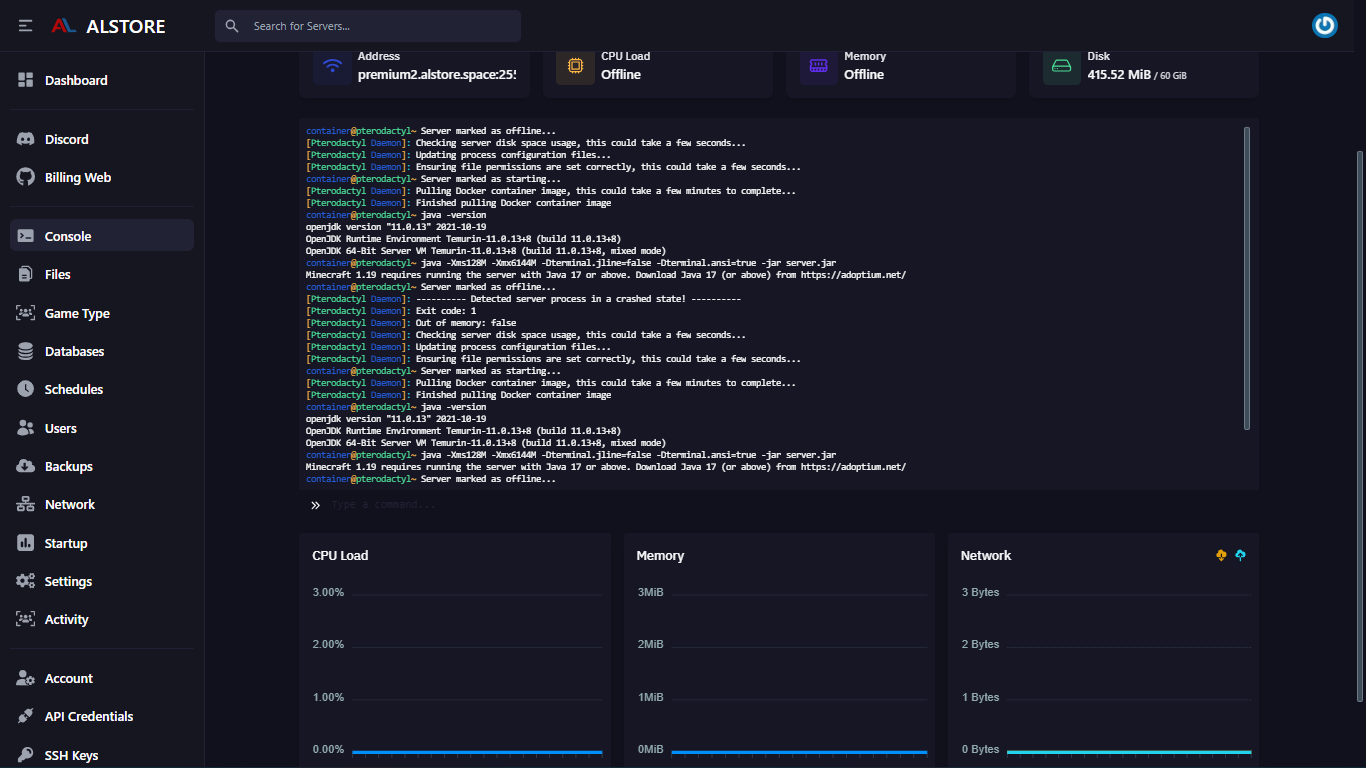 ALSTORE
Search for Servers...
Dashboard
Discord
Billing Web
Console
Files
Game Type
Databases
Schedules
Users
Backups
Network
Startup
Settings
Activity
Account
API Credentials
SSH Keys
Address
premium2.alstore.space:255
CPU Load
Offline
Memory
Offline
Disk
415.52 MiB / 60 GiB
container@pterodactyl~ Server marked as offline...
[Pterodactyl Daemon]: Checking server disk space usage, this could take a few seconds...
[Pterodactyl Daemon]: Updating process configuration files...
[Pterodactyl Daemon]: Ensuring file permissions are set correctly, this could take a few seconds...
container@pterodactyl~ Server marked as starting...
[Pterodactyl Daemon]: Pulling Docker container image, this could take a few minutes to complete...
[Pterodactyl Daemon]: Finished pulling Docker container image
container@pterodactyl~ java -version
openjdk version "11.0.13" 2021-10-19
OpenJDK Runtime Environment Temurin-11.0.13+8 (build 11.0.13+8)
OpenJDK 64-Bit Server VM Temurin-11.0.13+8 (build 11.0.13+8, mixed mode)
container@pterodactyl~ java -Xms128M -Xmx6144M -Dterminal.jline=false -Dterminal.ansi=true -jar server.jar
Minecraft 1.19 requires running the server with Java 17 or above. Download Java 17 (or above) from https://adoptium.net/
container@pterodactyl~ Server marked as offline...
[Pterodactyl Daemon]: ---------- Detected server process in a crashed state! ----------
[Pterodactyl Daemon]: Exit code: 1
[Pterodactyl Daemon]: Out of memory: false
[Pterodactyl Daemon]: Checking server disk space usage, this could take a few seconds...
[Pterodactyl Daemon]: Updating process configuration files...
[Pterodactyl Daemon]: Ensuring file permissions are set correctly, this could take a few seconds...
container@pterodactyl~ Server marked as starting...
[Pterodactyl Daemon]: Pulling Docker container image, this could take a few minutes to complete...
[Pterodactyl Daemon]: Finished pulling Docker container image
container@pterodactyl~ java -version
openjdk version "11.0.13" 2021-10-19
OpenJDK Runtime Environment Temurin-11.0.13+8 (build 11.0.13+8)
OpenJDK 64-Bit Server VM Temurin-11.0.13+8 (build 11.0.13+8, mixed mode)
container@pterodactyl~ java -Xms128M -Xmx6144M -Dterminal.jline=false -Dterminal.ansi=true -jar server.jar
Minecraft 1.19 requires running the server with Java 17 or above. Download Java 17 (or above) from https://adoptium.net/
container@pterodactyl~ Server marked as offline...
» Type a command...
CPU Load
3.00%
2.00%
1.00%
0.00%
Memory
3MiB
2MiB
1MiB
0MiB
Network
3 Bytes
2 Bytes
1 Bytes
0 Bytes